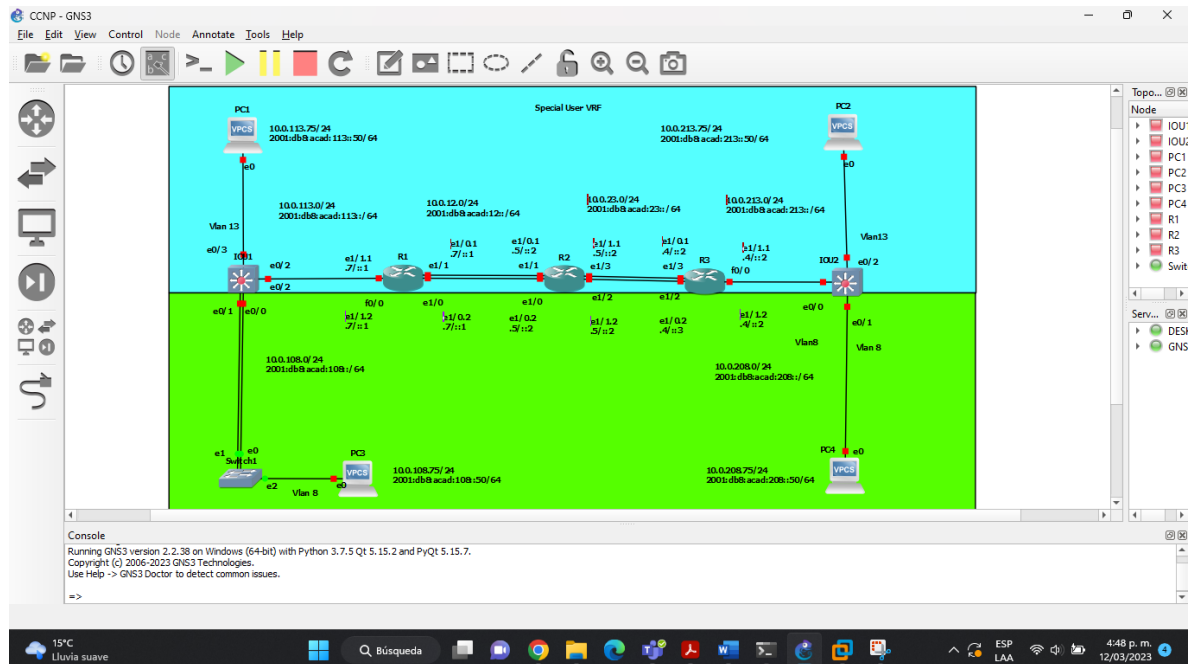 CCNP - GNS3
File Edit View Control Node Annotate Tools Help
Topo...
Node
IOU1
IOU2
PC1
PC2
PC3
PC4
R1
R2
R3
Swit
Serv...
DESK
GNS
Special User VRF
PC1
VPCS
10.0.113.75/24
2001:db8:acad:113::50/64
e0
PC2
VPCS
10.0.213.75/24
2001:db8:acad:213::50/64
e0
10.0.113.0/24
2001:db8:acad:113::/64
10.0.12.0/24
2001:db8:acad:12::/64
10.0.23.0/24
2001:db8:acad:23::/64
10.0.213.0/24
2001:db8:acad:213::/64
Vlan 13
Vlan13
e0/3
IOU1
e0/2
e0/2
e1/1.1
.7/::1
R1
e1/1
e1/0.1
.7/::1
e1/0.1
.5/::2
e1/1
R2
e1/3
e1/1.1
.5/::2
e1/0.1
.4/::2
e1/3
R3
f0/0
e1/1.1
.4/::2
IOU2
e0/2
e0/1
e0/0
f0/0
e1/1.2
.7/::1
e1/0
e1/0.2
.7/::1
e1/0
e1/0.2
.5/::2
e1/2
e1/1.2
.5/::2
e1/2
e1/0.2
.4/::3
e1/1.2
.4/::2
e0/0
e0/1
Vlan8
Vlan 8
10.0.108.0/24
2001:db8:acad:108::/64
10.0.208.0/24
2001:db8:acad:208::/64
e1
e0
Switch1
e2
Vlan 8
e0
PC3
VPCS
10.0.108.75/24
2001:db8:acad:108::50/64
PC4
e0
VPCS
10.0.208.75/24
2001:db8:acad:208::50/64
Console
Running GNS3 version 2.2.38 on Windows (64-bit) with Python 3.7.5 Qt 5.15.2 and PyQt 5.15.7.
Copyright (c) 2006-2023 GNS3 Technologies.
Use Help -> GNS3 Doctor to detect common issues.
=>
15°C
Lluvia suave
Búsqueda
ESP
LAA
4:48 p. m.
12/03/2023
4